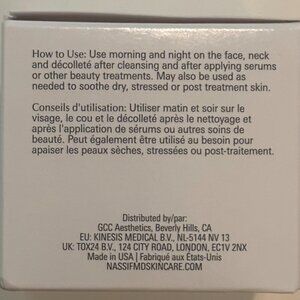 How to Use: Use morning and night on the face, neck
and décolleté after cleansing and after applying serums
or other beauty treatments. May also be used as
needed to soothe dry, stressed or post treatment skin.
Conseils d'utilisation: Utiliser matin et soir sur le
visage, le cou et le décolleté après le nettoyage et
après l'application de sérums ou autres soins de
beauté. Peut également être utilisé au besoin pour
apaiser les peaux sèches, stressées ou post-traitement.
Distributed by/par:
GCC Aesthetics, Beverly Hills, CA
EU: KINESIS MEDICAL B.V., NL-5144 NV 13
UK: TOX24 B.V., 124 CITY ROAD, LONDON, EC1V 2NX
Made in USA | Fabriqué aux États-Unis
NASSIFMDSKINCARE.COM